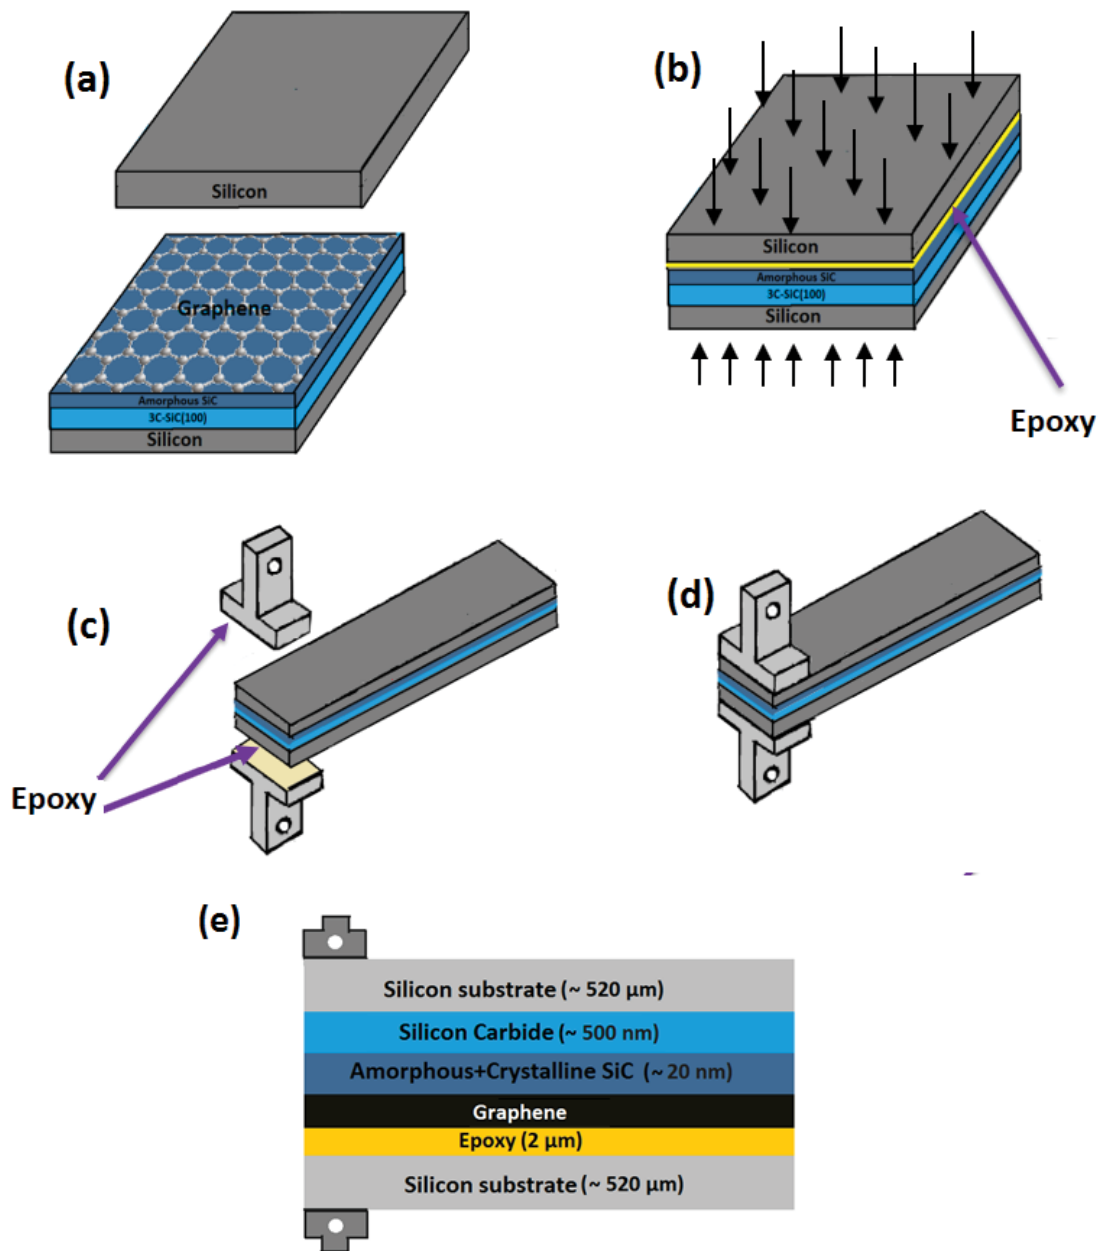 (a)
Silicon
Graphene
Amorphous SiC
3C-SiC(100)
Silicon
(b)
Silicon
Amorphous SiC
3C-SiC(100)
Silicon
Epoxy
(c)
Epoxy
(d)
(e)
Silicon substrate (~ 520 µm)
Silicon Carbide (~ 500 nm)
Amorphous+Crystalline SiC (~ 20 nm)
Graphene
Epoxy (2 µm)
Silicon substrate (~ 520 µm)